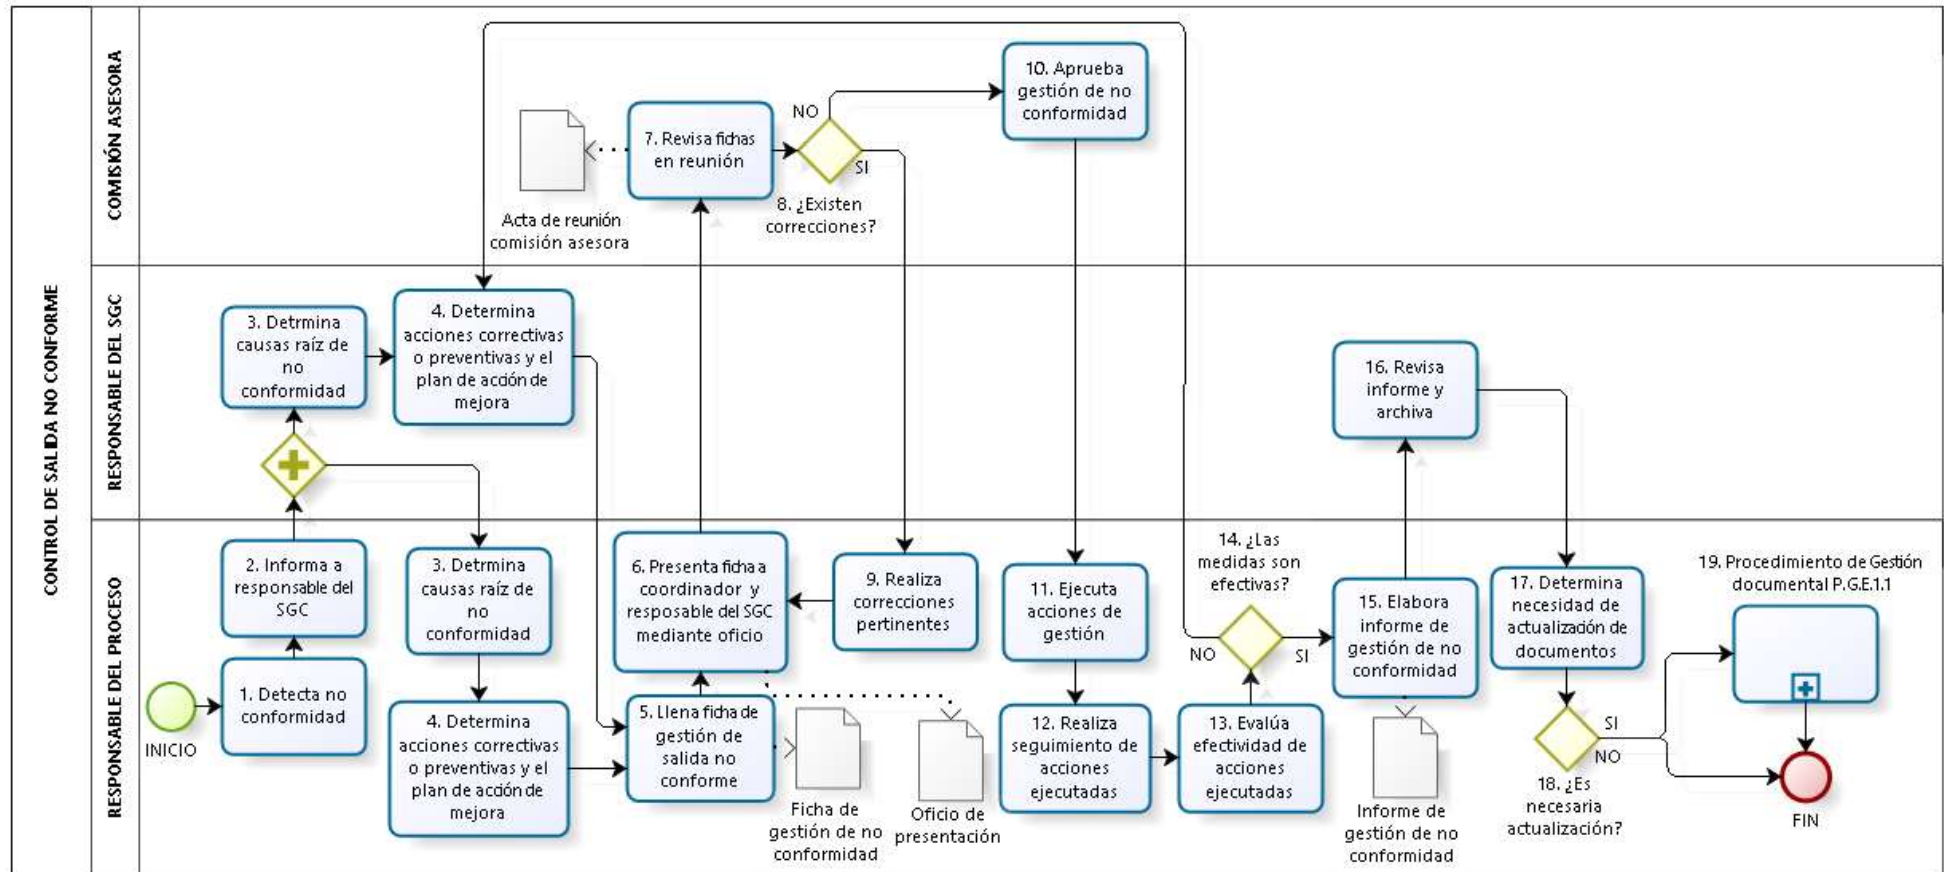 CONTROL DE SALIDA NO CONFORME
COMISIÓN ASESORA
10. Aprueba
gestión de no
conformidad
NO
7. Revisa fichas
en reunión
SI
8. ¿Existen
correcciones?
Acta de reunión
comisión asesora
RESPONSABLE DEL SGC
3. Detrmina
causas raíz de
no
conformidad
4. Determina
acciones correctivas
o preventivas y el
plan de acción de
mejora
16. Revisa
informe y
archiva
RESPONSABLE DEL PROCESO
INICIO
1. Detecta no
conformidad
2. Informa a
responsable del
SGC
3. Detrmina
causas raíz de
no
conformidad
4. Determina
acciones correctivas
o preventivas y el
plan de acción de
mejora
5. Llena ficha de
gestión de
salida no
conforme
Ficha de
gestión de no
conformidad
6. Presenta ficha a
coordinador y
resposable del SGC
mediante oficio
Oficio de
presentación
9. Realiza
correcciones
pertinentes
11. Ejecuta
acciones de
gestión
12. Realiza
seguimiento de
acciones
ejecutadas
13. Evalúa
efectividad de
acciones
ejecutadas
14. ¿Las
medidas son
efectivas?
NO
SI
15. Elabora
informe de
gestión de no
conformidad
Informe de
gestión de no
conformidad
17. Determina
necesidad de
actualización de
documentos
18. ¿Es
necesaria
actualización?
SI
NO
19. Procedimiento de Gestión
documental P.G.E.1.1
FIN